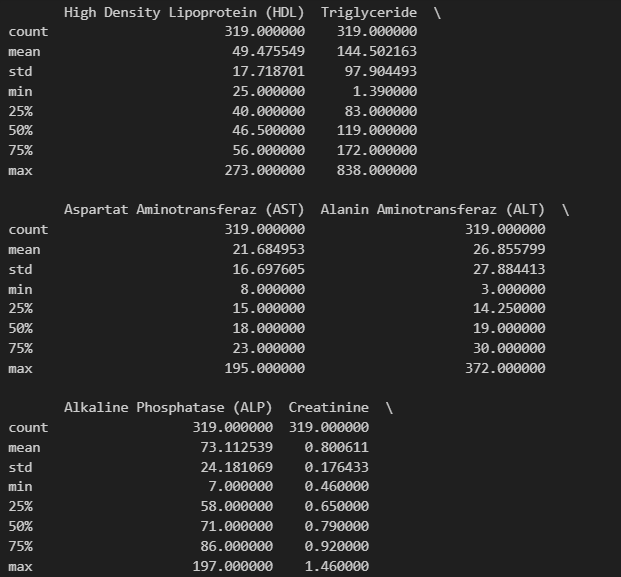 High Density Lipoprotein (HDL) Triglyceride \
count 319.000000 319.000000
mean 49.475549 144.502163
std 17.718701 97.904493
min 25.000000 1.390000
25% 40.000000 83.000000
50% 46.500000 119.000000
75% 56.000000 172.000000
max 273.000000 838.000000
Aspartat Aminotransferaz (AST) Alanin Aminotransferaz (ALT) \
count 319.000000 319.000000
mean 21.684953 26.855799
std 16.697605 27.884413
min 8.000000 3.000000
25% 15.000000 14.250000
50% 18.000000 19.000000
75% 23.000000 30.000000
max 195.000000 372.000000
Alkaline Phosphatase (ALP) Creatinine \
count 319.000000 319.000000
mean 73.112539 0.800611
std 24.181069 0.176433
min 7.000000 0.460000
25% 58.000000 0.650000
50% 71.000000 0.790000
75% 86.000000 0.920000
max 197.000000 1.460000